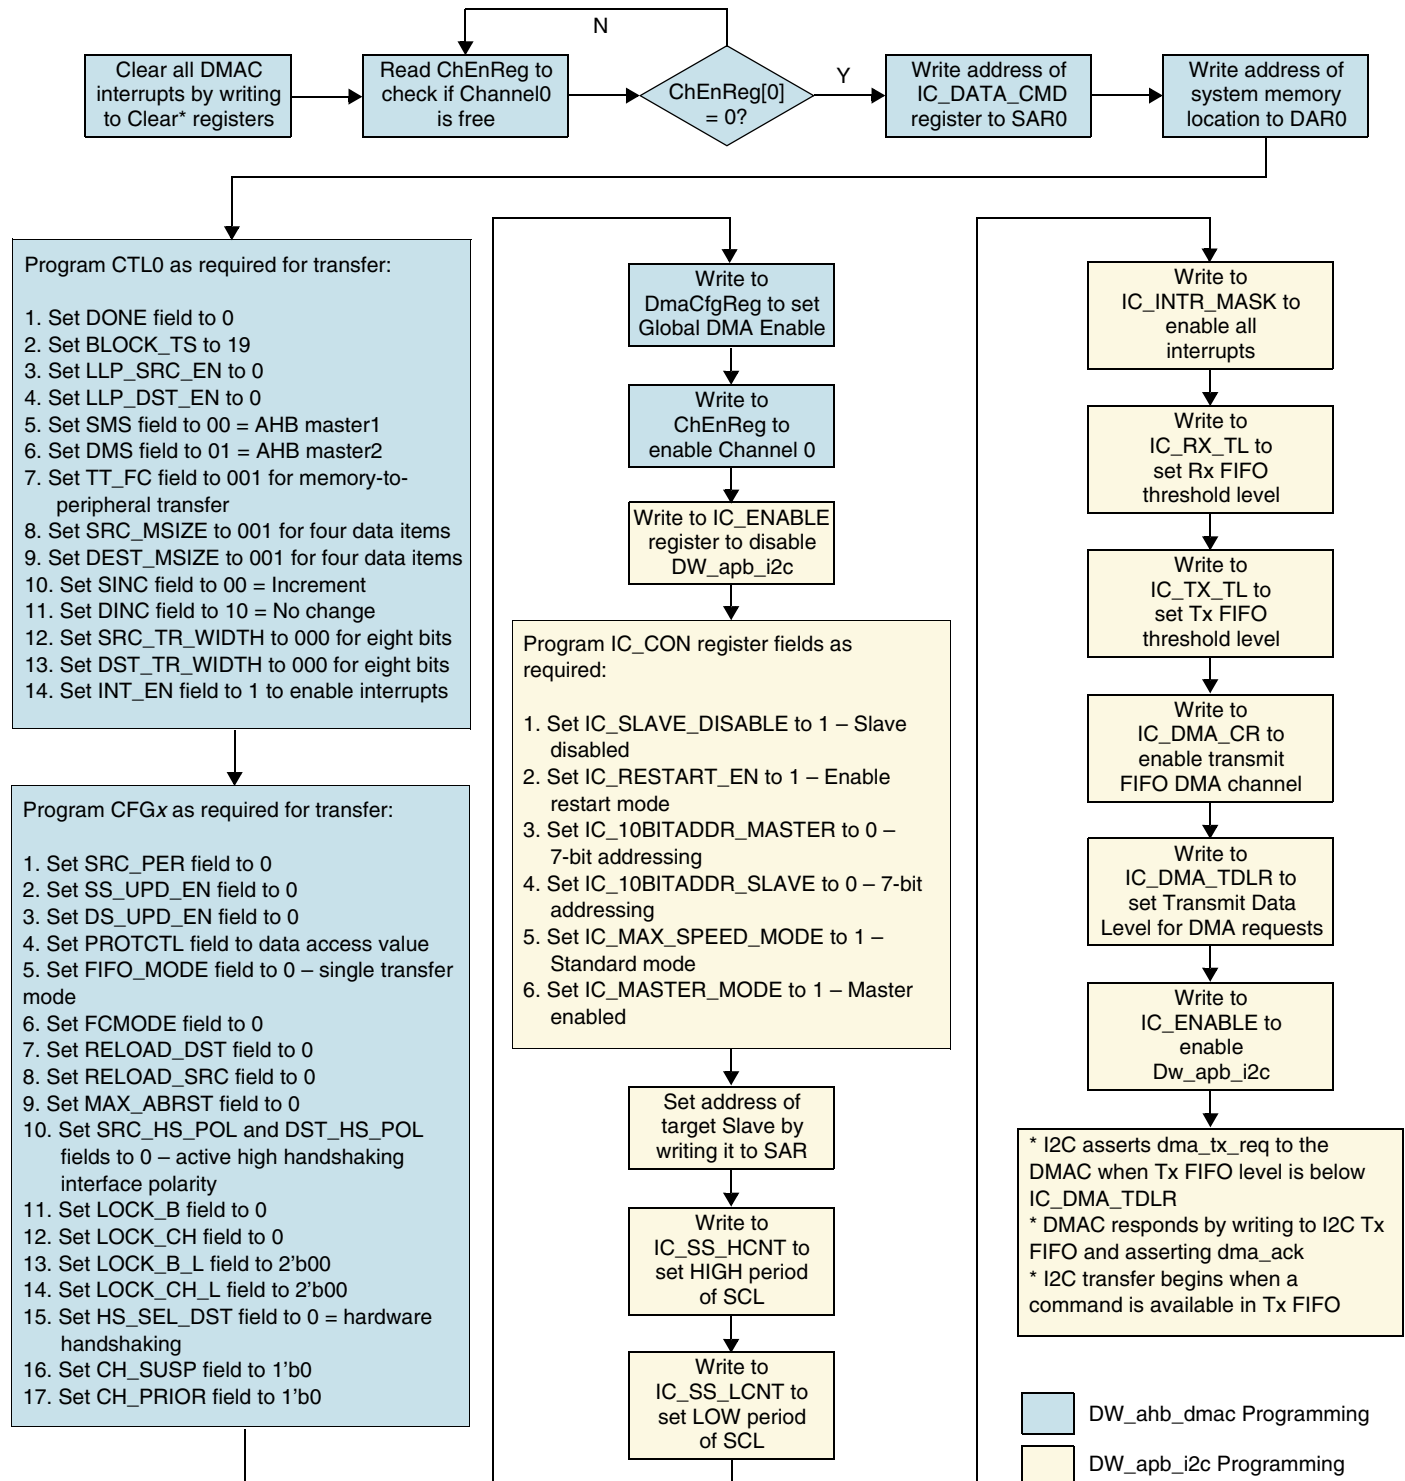 N
Clear all DMAC
interrupts by writing
to Clear* registers
Read ChEnReg to
check if Channel0
is free
ChEnReg[0]
= 0?
Y
Write address of
IC_DATA_CMD
register to SAR0
Write address of
system memory
location to DAR0
Program CTL0 as required for transfer:
1. Set DONE field to 0
2. Set BLOCK_TS to 19
3. Set LLP_SRC_EN to 0
4. Set LLP_DST_EN to 0
5. Set SMS field to 00 = AHB master1
6. Set DMS field to 01 = AHB master2
7. Set TT_FC field to 001 for memory-to-
peripheral transfer
8. Set SRC_MSIZE to 001 for four data items
9. Set DEST_MSIZE to 001 for four data items
10. Set SINC field to 00 = Increment
11. Set DINC field to 10 = No change
12. Set SRC_TR_WIDTH to 000 for eight bits
13. Set DST_TR_WIDTH to 000 for eight bits
14. Set INT_EN field to 1 to enable interrupts
Program CFGx as required for transfer:
1. Set SRC_PER field to 0
2. Set SS_UPD_EN field to 0
3. Set DS_UPD_EN field to 0
4. Set PROTCTL field to data access value
5. Set FIFO_MODE field to 0 – single transfer
mode
6. Set FCMODE field to 0
7. Set RELOAD_DST field to 0
8. Set RELOAD_SRC field to 0
9. Set MAX_ABRST field to 0
10. Set SRC_HS_POL and DST_HS_POL
fields to 0 – active high handshaking
interface polarity
11. Set LOCK_B field to 0
12. Set LOCK_CH field to 0
13. Set LOCK_B_L field to 2'b00
14. Set LOCK_CH_L field to 2'b00
15. Set HS_SEL_DST field to 0 = hardware
handshaking
16. Set CH_SUSP field to 1'b0
17. Set CH_PRIOR field to 1'b0
Write to
DmaCfgReg to set
Global DMA Enable
Write to
ChEnReg to
enable Channel 0
Write to IC_ENABLE
register to disable
DW_apb_i2c
Program IC_CON register fields as
required:
1. Set IC_SLAVE_DISABLE to 1 – Slave
disabled
2. Set IC_RESTART_EN to 1 – Enable
restart mode
3. Set IC_10BITADDR_MASTER to 0 –
7-bit addressing
4. Set IC_10BITADDR_SLAVE to 0 – 7-bit
addressing
5. Set IC_MAX_SPEED_MODE to 1 –
Standard mode
6. Set IC_MASTER_MODE to 1 – Master
enabled
Set address of
target Slave by
writing it to SAR
Write to
IC_SS_HCNT to
set HIGH period
of SCL
Write to
IC_SS_LCNT to
set LOW period
of SCL
Write to
IC_INTR_MASK to
enable all
interrupts
Write to
IC_RX_TL to
set Rx FIFO
threshold level
Write to
IC_TX_TL to
set Tx FIFO
threshold level
Write to
IC_DMA_CR to
enable transmit
FIFO DMA channel
Write to
IC_DMA_TDLR to
set Transmit Data
Level for DMA requests
Write to
IC_ENABLE to
enable
Dw_apb_i2c
* I2C asserts dma_tx_req to the
DMAC when Tx FIFO level is below
IC_DMA_TDLR
* DMAC responds by writing to I2C Tx
FIFO and asserting dma_ack
* I2C transfer begins when a
command is available in Tx FIFO
DW_ahb_dmac Programming
DW_apb_i2c Programming